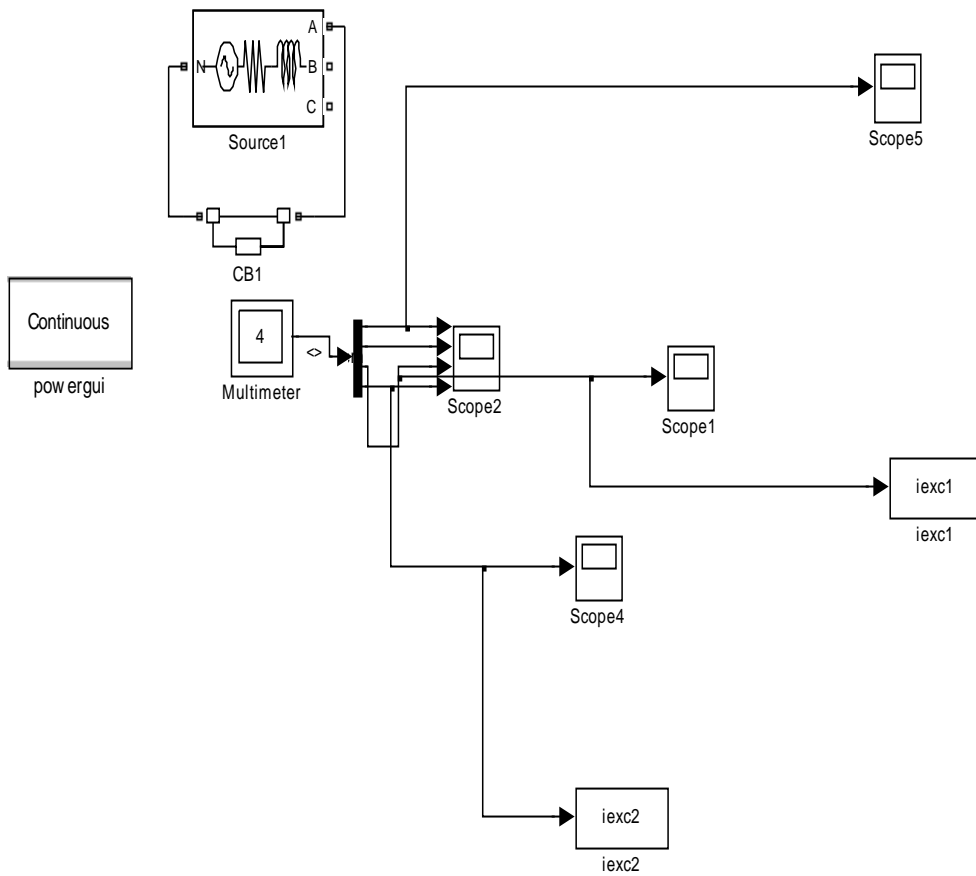 A
N
B
C
Source1
Scope5
CB1
Continuous
powergui
4
<>
Multimeter
Scope2
Scope1
iexc1
iexc1
Scope4
iexc2
iexc2